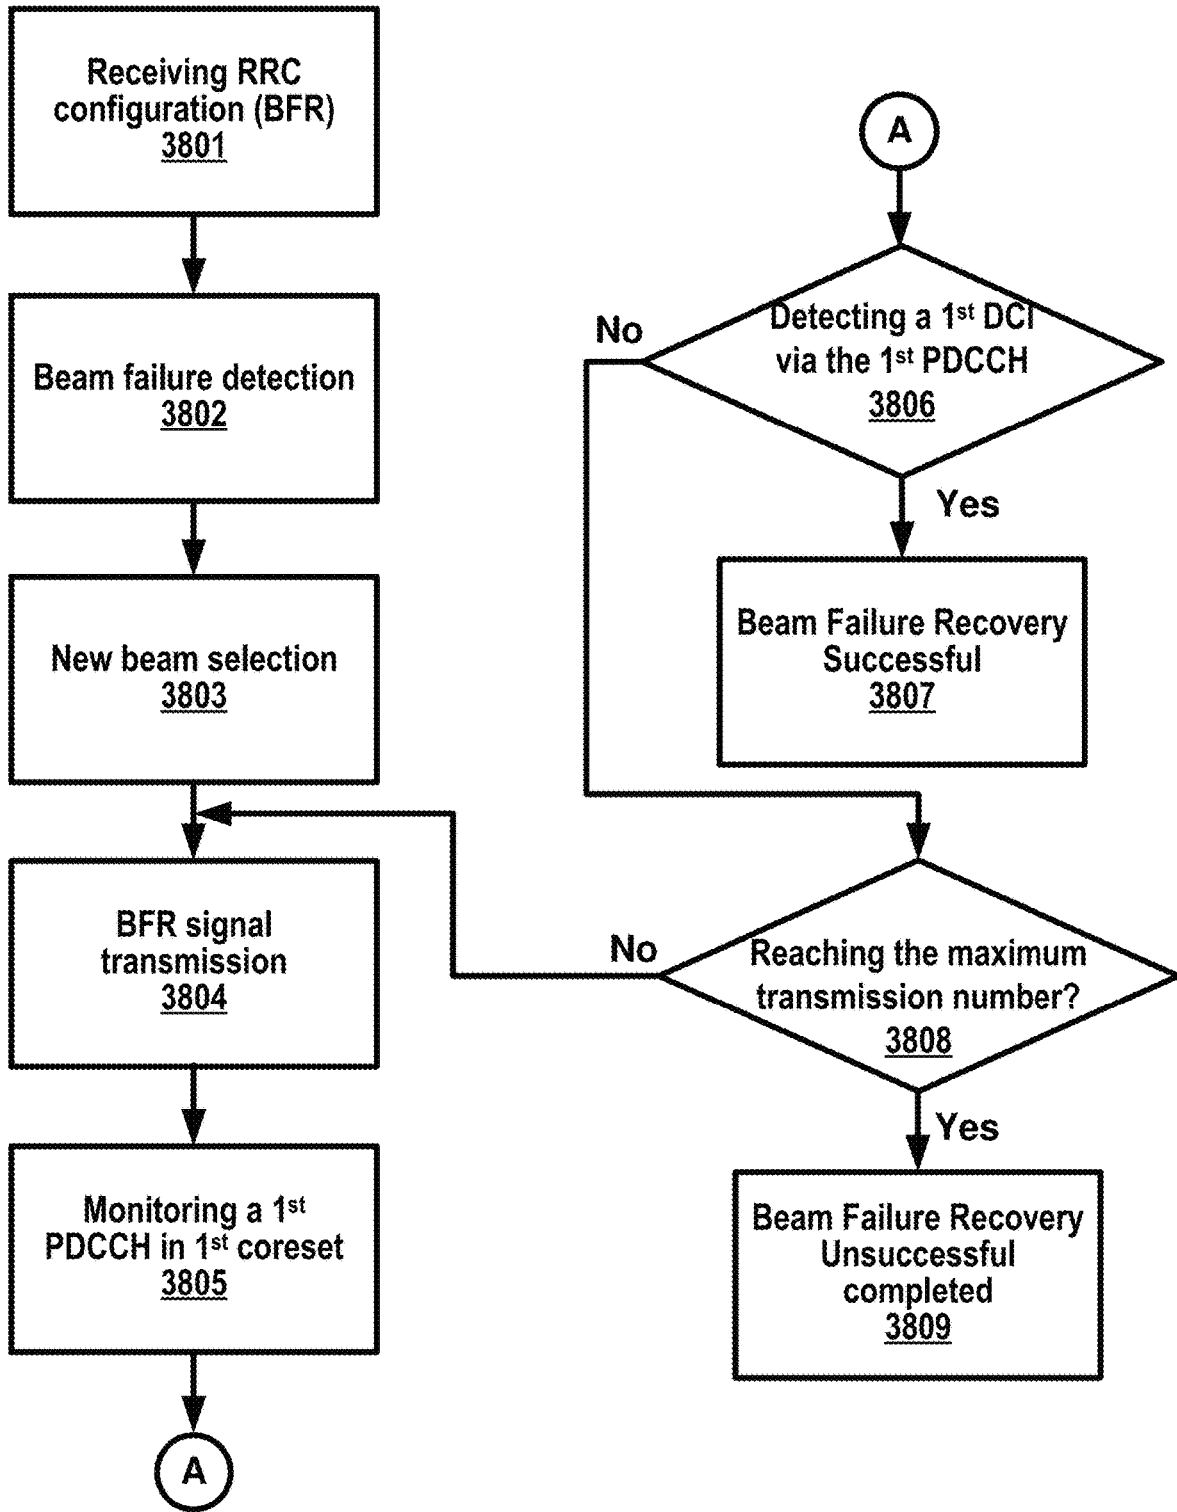 Receiving RRC
configuration (BFR)
3801
Beam failure detection
3802
New beam selection
3803
BFR signal
transmission
3804
Monitoring a 1st
PDCCH in 1st coreset
3805
A
A
Detecting a 1st DCI
via the 1st PDCCH
3806
No
Yes
Beam Failure Recovery
Successful
3807
Reaching the maximum
transmission number?
3808
No
Yes
Beam Failure Recovery
Unsuccessful
completed
3809